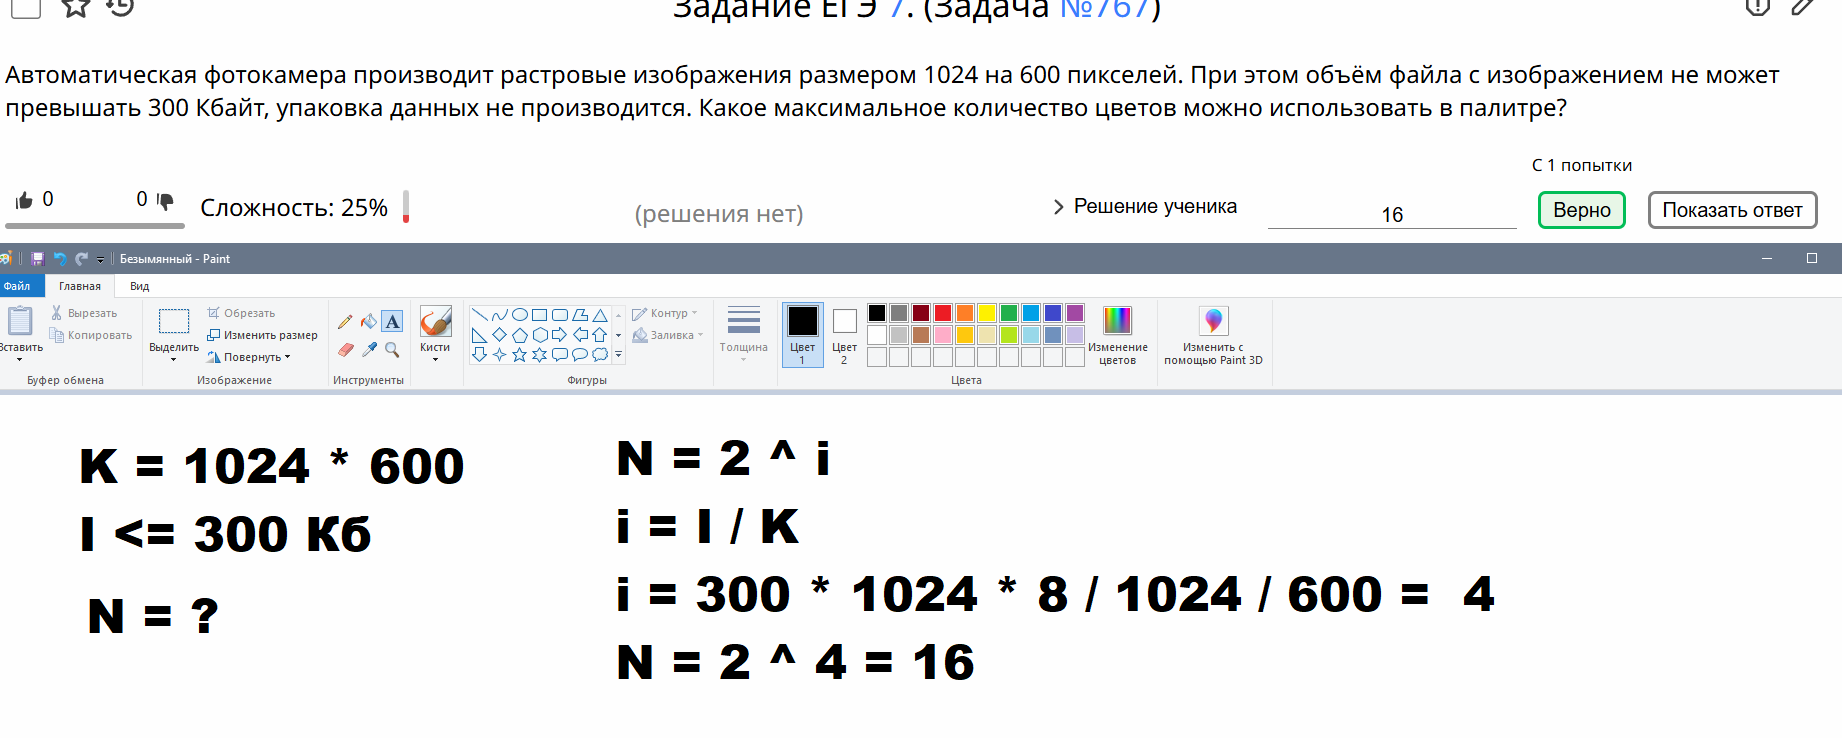 Задание ЕГЭ 7. (Задача №767)
Автоматическая фотокамера производит растровые изображения размером 1024 на 600 пикселей. При этом объём файла с изображением не может
превышать 300 Кбайт, упаковка данных не производится. Какое максимальное количество цветов можно использовать в палитре?
С 1 попытки
0 0 Сложность: 25% (решения нет) Решение ученика 16 Верно Показать ответ
Безымянный - Paint
Файл Главная Вид
Вставить Вырезать Копировать
Буфер обмена
Выделить Обрезать Изменить размер Повернуть
Изображение
A
Инструменты
Кисти
Контур Заливка
Фигуры
Толщина
Цвет 1
Цвет 2
Изменение цветов
Цвета
Изменить с помощью Paint 3D
K = 1024 * 600
I <= 300 Кб
N = ?
N = 2 ^ i
i = I / K
i = 300 * 1024 * 8 / 1024 / 600 = 4
N = 2 ^ 4 = 16